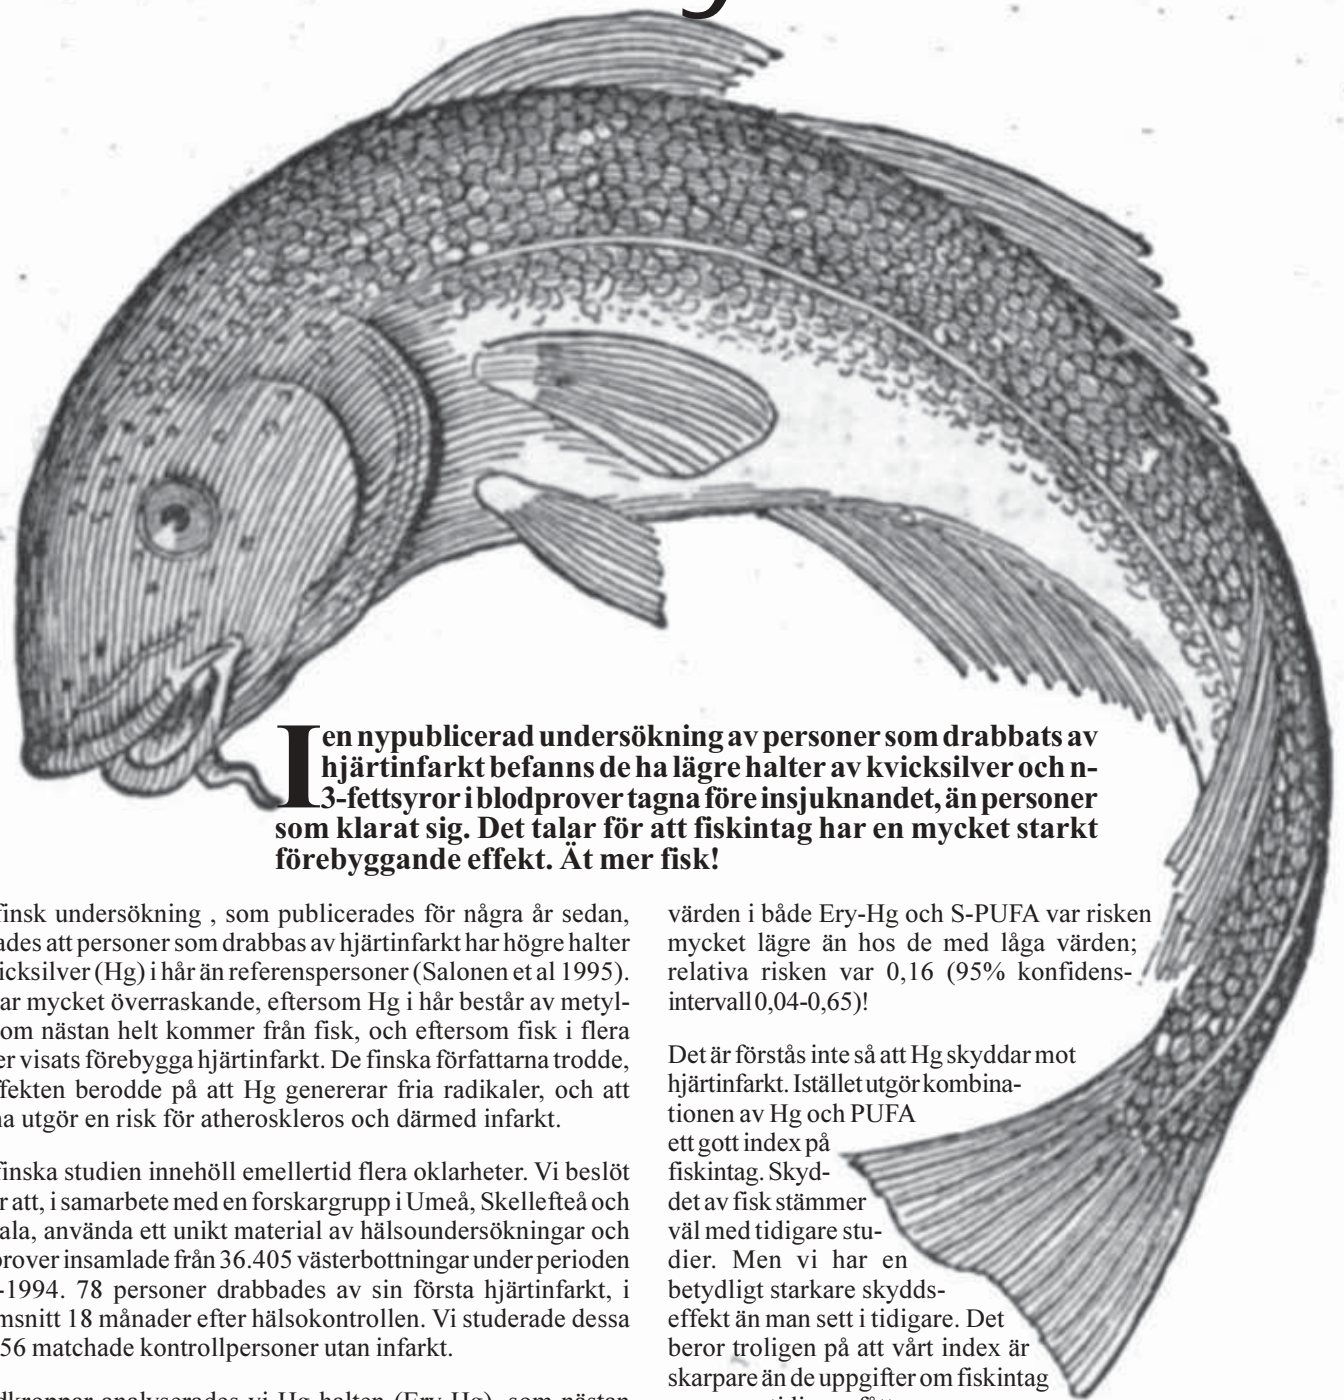 I en nypublicerad undersökning av personer som drabbats av
hjärtinfarkt befanns de ha lägre halter av kvicksilver och n-
3-fettsyror i blodprover tagna före insjuknandet, än personer
som klarat sig. Det talar för att fiskintag har en mycket starkt
förebyggande effekt. Ät mer fisk!
finsk undersökning , som publicerades för några år sedan,
ades att personer som drabbas av hjärtinfarkt har högre halter
icksilver (Hg) i hår än referenspersoner (Salonen et al 1995).
ar mycket överraskande, eftersom Hg i hår består av metyl-
om nästan helt kommer från fisk, och eftersom fisk i flera
er visats förebygga hjärtinfarkt. De finska författarna trodde,
ffekten berodde på att Hg genererar fria radikaler, och att
na utgör en risk för atheroskleros och därmed infarkt.
finska studien innehöll emellertid flera oklarheter. Vi beslöt
r att, i samarbete med en forskargrupp i Umeå, Skellefteå och
ala, använda ett unikt material av hälsoundersökningar och
prover insamlade från 36.405 västerbottningar under perioden
-1994. 78 personer drabbades av sin första hjärtinfarkt, i
msnitt 18 månader efter hälsokontrollen. Vi studerade dessa
56 matchade kontrollpersoner utan infarkt.
dkroppar analyserades vi Hg-halten (Ery-Hg), som nästan
värden i både Ery-Hg och S-PUFA var risken
mycket lägre än hos de med låga värden;
relativa risken var 0,16 (95% konfidens-
intervall 0,04-0,65)!
Det är förstås inte så att Hg skyddar mot
hjärtinfarkt. Istället utgör kombina-
tionen av Hg och PUFA
ett gott index på
fiskintag. Skyd-
det av fisk stämmer
väl med tidigare stu-
dier. Men vi har en
betydligt starkare skydds-
effekt än man sett i tidigare. Det
beror troligen på att vårt index är
skarpare än de uppgifter om fiskintag